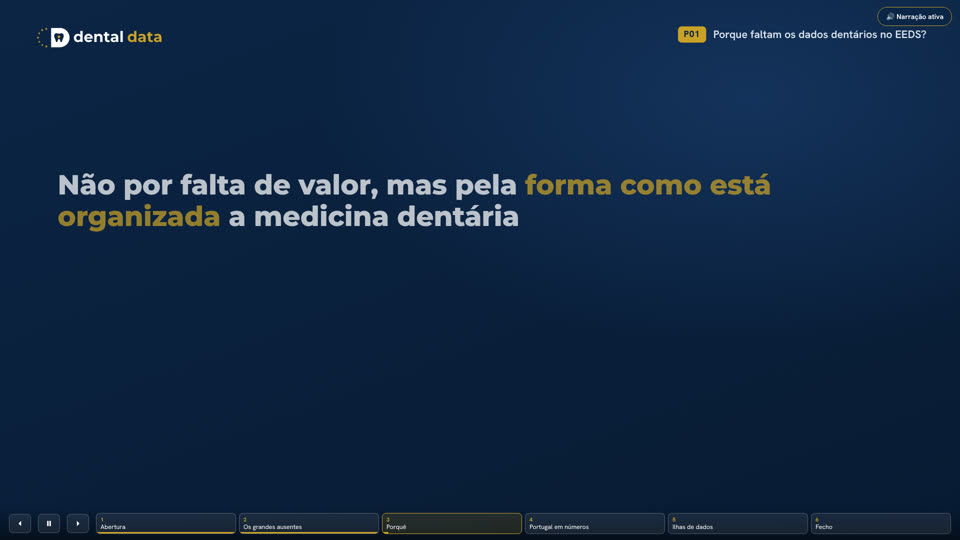 Narração ativa
dental data
P01 Porque faltam os dados dentários no EEDS?
Não por falta de valor, mas pela forma como está
organizada a medicina dentária
1
Abertura
2
Os grandes ausentes
3
Porquê
4
Portugal em números
5
Ilhas de dados
6
Fecho